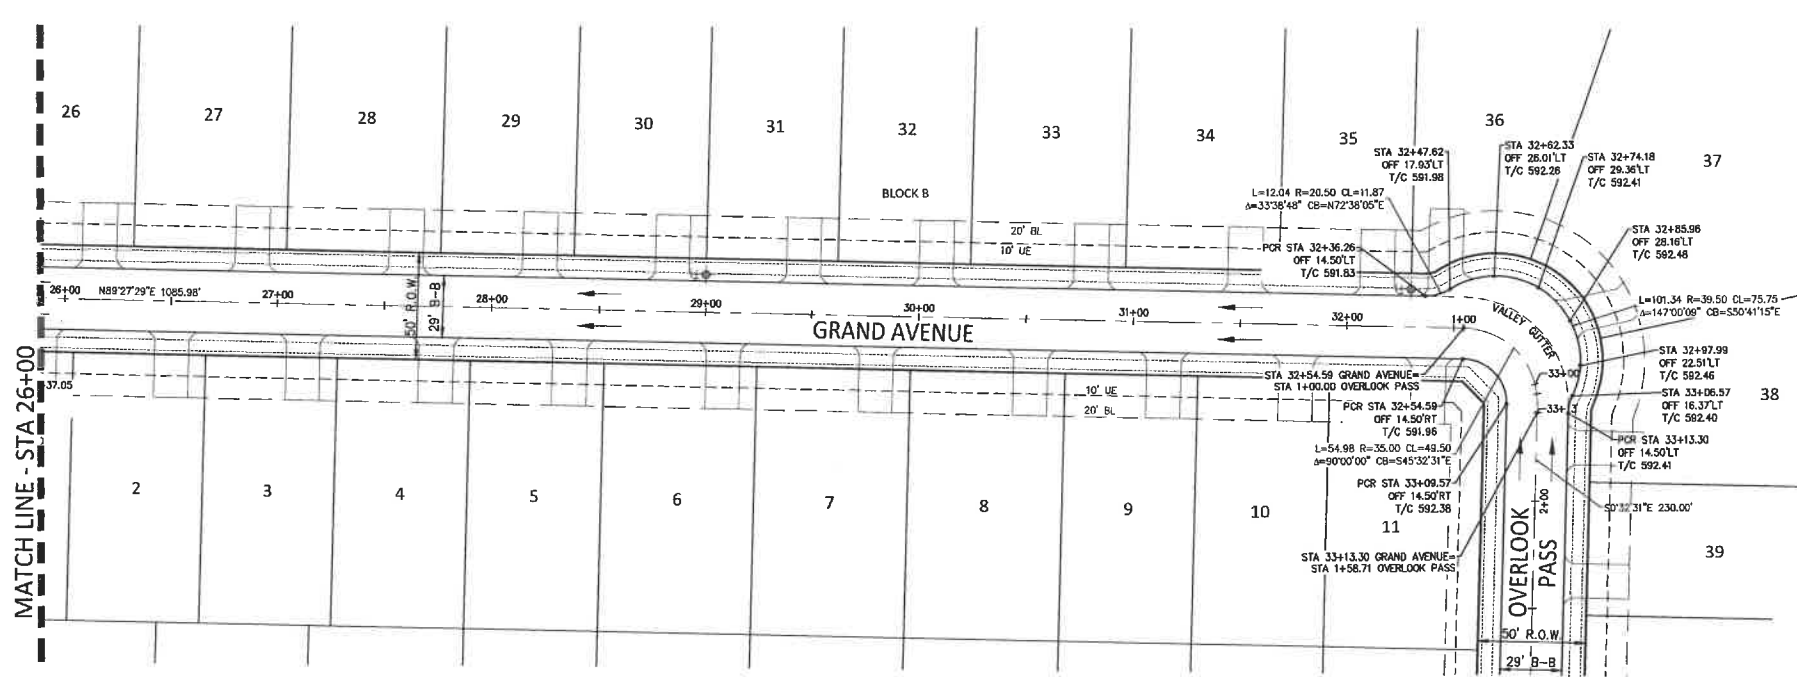 MATCH LINE - STA 26+00
26
27
28
29
30
31
32
33
34
35
36
37
38
39
BLOCK B
20' BL
10' UE
STA 32+47.62
OFF 17.93'LT
T/C 591.98
STA 32+62.33
OFF 26.01'LT
T/C 592.26
STA 32+74.18
OFF 29.36'LT
T/C 592.41
L=12.04 R=20.50 CL=11.87
Δ=33°38'48" CB=N72°38'05"E
PCR STA 32+36.26
OFF 14.50'LT
T/C 591.83
STA 32+85.96
OFF 28.16'LT
T/C 592.48
L=101.34 R=39.50 CL=75.75
Δ=147°00'09" CB=S50°41'15"E
26+00
N89°27'29"E 1085.98'
27+00
50' R.O.W.
29' B-B
28+00
29+00
30+00
31+00
32+00
1+00
GRAND AVENUE
VALLEY GUTTER
STA 32+97.99
OFF 22.51'LT
T/C 592.46
33+00
STA 33+06.57
OFF 16.37'LT
T/C 592.40
33+13
37.05
10' UE
20' BL
STA 32+54.59 GRAND AVENUE=
STA 1+00.00 OVERLOOK PASS
PCR STA 32+54.59
OFF 14.50'RT
T/C 591.96
L=54.98 R=35.00 CL=49.50
Δ=90°00'00" CB=S45°32'31"E
PCR STA 33+13.30
OFF 14.50'LT
T/C 592.41
PCR STA 33+09.57
OFF 14.50'RT
T/C 592.38
2
3
4
5
6
7
8
9
10
11
2+00
S0°32'31"E 230.00'
STA 33+13.30 GRAND AVENUE=
STA 1+58.71 OVERLOOK PASS
OVERLOOK
PASS
50' R.O.W.
29' B-B